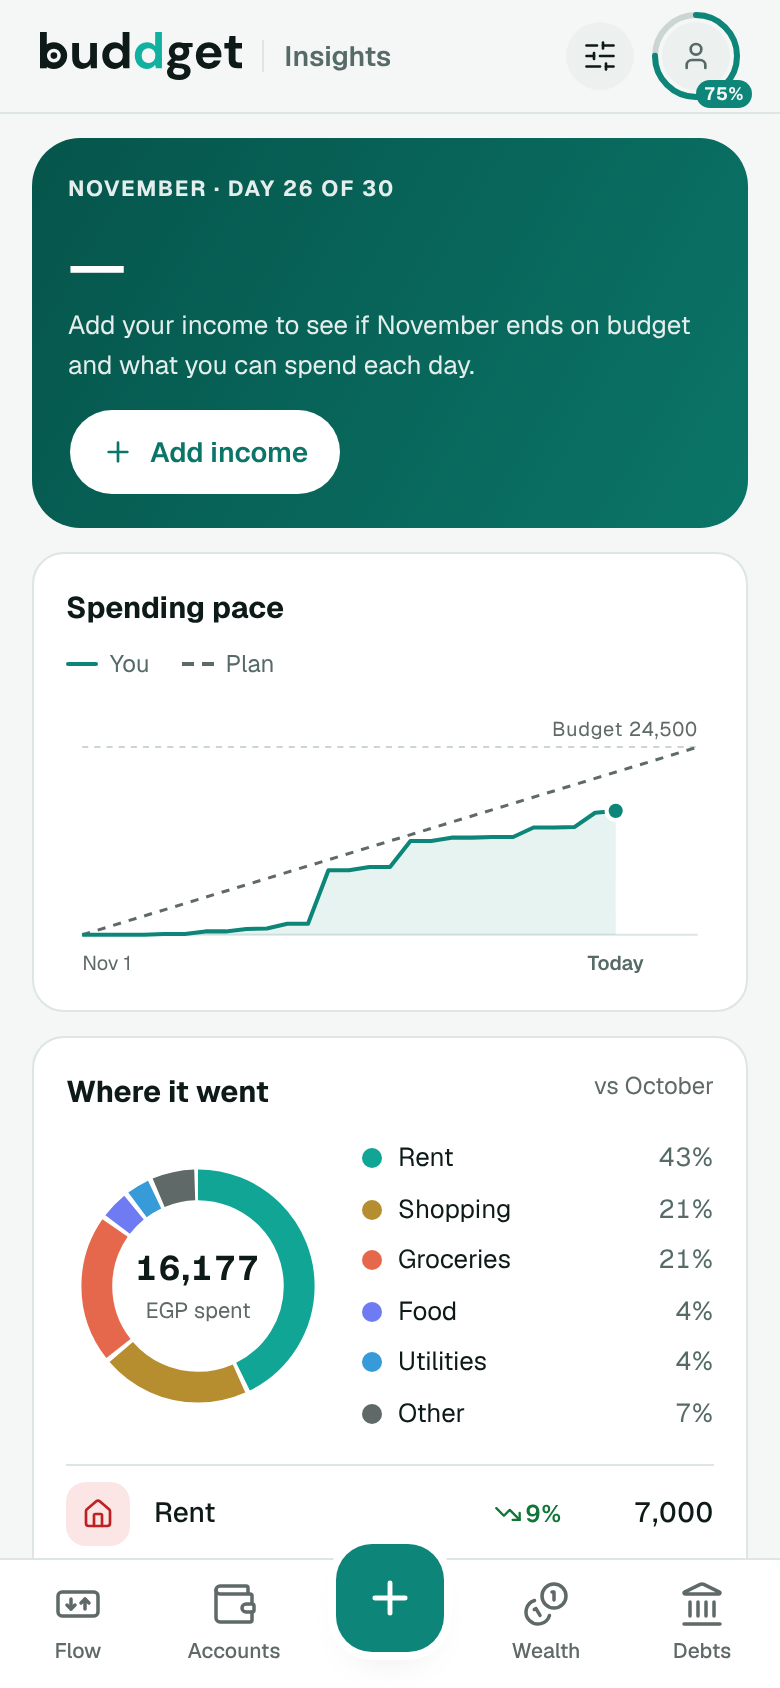 buddget
Insights
75%
NOVEMBER · DAY 26 OF 30
—
Add your income to see if November ends on budget
and what you can spend each day.
+ Add income
Spending pace
You
Plan
Budget 24,500
Nov 1
Today
Where it went
vs October
16,177
EGP spent
Rent 43%
Shopping 21%
Groceries 21%
Food 4%
Utilities 4%
Other 7%
Rent 9% 7,000
Flow
Accounts
+
Wealth
Debts